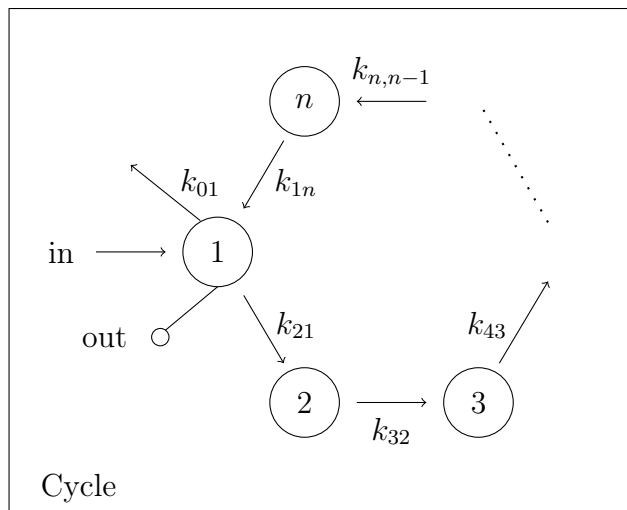 n
k_{n,n−1}
k_{01}
k_{1n}
in
1
out
k_{21}
k_{43}
2
3
k_{32}
Cycle